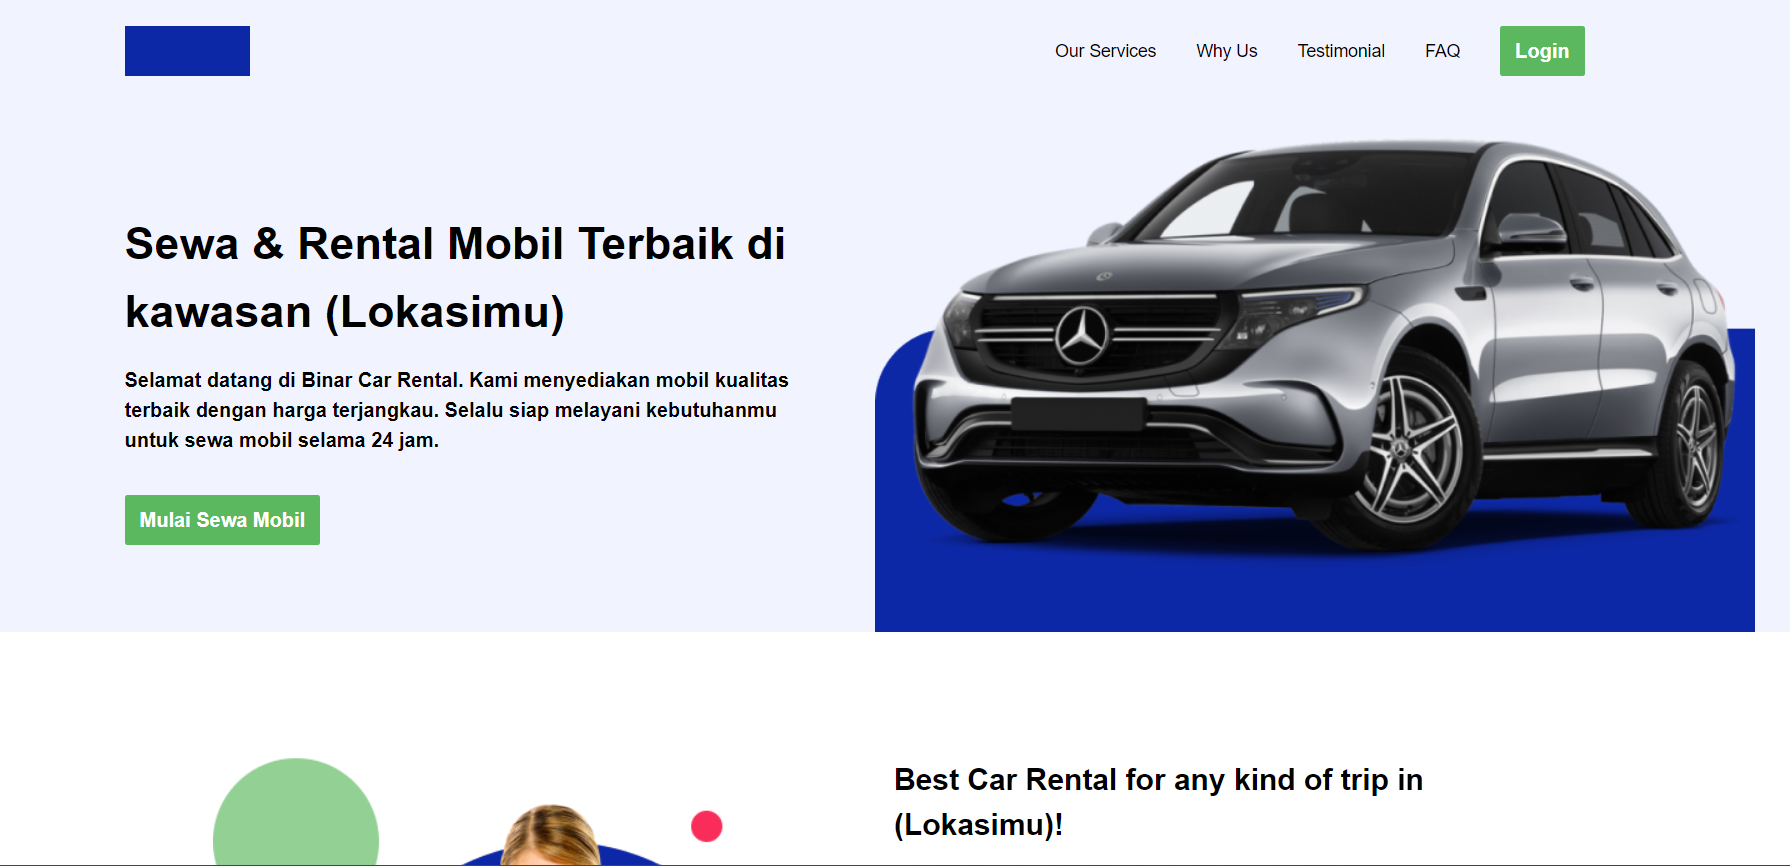 Our Services
Why Us
Testimonial
FAQ
Login
Sewa & Rental Mobil Terbaik di
kawasan (Lokasimu)
Selamat datang di Binar Car Rental. Kami menyediakan mobil kualitas
terbaik dengan harga terjangkau. Selalu siap melayani kebutuhanmu
untuk sewa mobil selama 24 jam.
Mulai Sewa Mobil
Best Car Rental for any kind of trip in
(Lokasimu)!